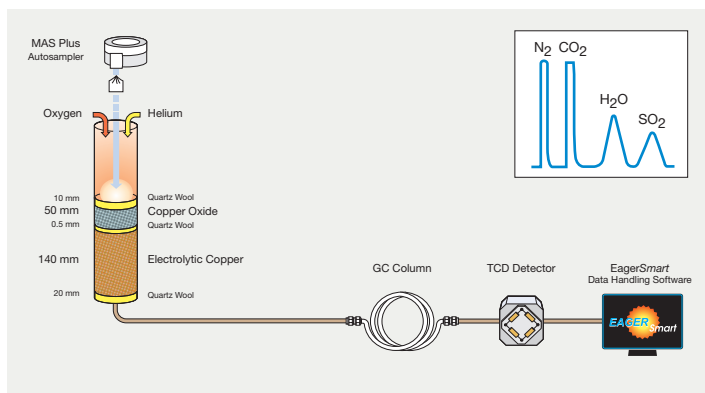 MAS Plus
Autosampler
Oxygen
Helium
10 mm
Quartz Wool
50 mm
Copper Oxide
0.5 mm
Quartz Wool
140 mm
Electrolytic Copper
20 mm
Quartz Wool
GC Column
TCD Detector
EagerSmart
Data Handling Software
EAGER
Smart
N2 CO2
H2O
SO2